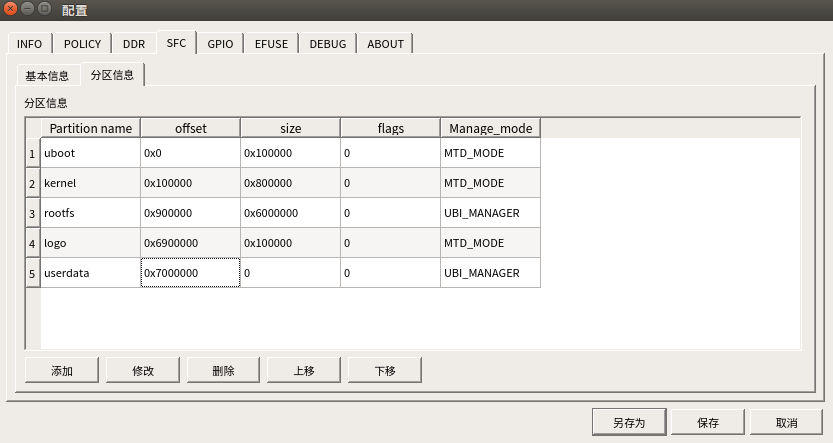 配置
INFO POLICY DDR SFC GPIO EFUSE DEBUG ABOUT
基本信息 分区信息
分区信息
Partition name offset size flags Manage_mode
1 uboot 0x0 0x100000 0 MTD_MODE
2 kernel 0x100000 0x800000 0 MTD_MODE
3 rootfs 0x900000 0x6000000 0 UBI_MANAGER
4 logo 0x6900000 0x100000 0 MTD_MODE
5 userdata 0x7000000 0 0 UBI_MANAGER
添加 修改 删除 上移 下移
另存为 保存 取消